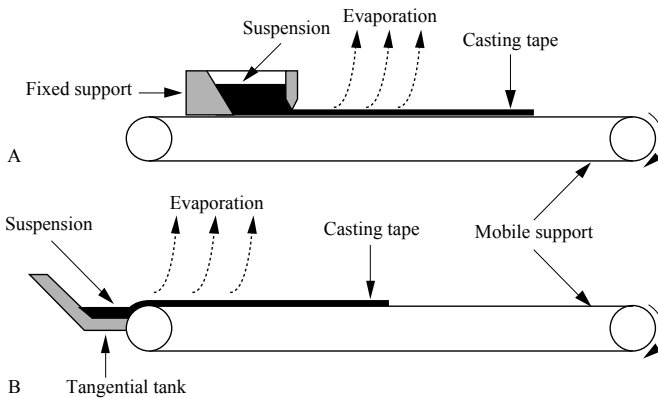 Evaporation
Suspension
Casting tape
Fixed support
A
Evaporation
Suspension
Casting tape
Mobile support
B
Tangential tank